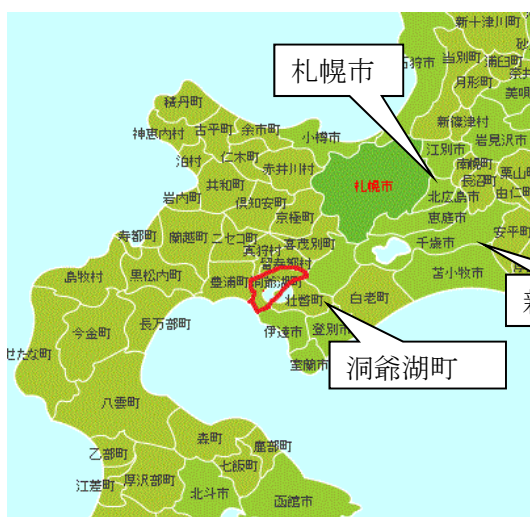 新十津川町
砂
石狩市
当別町
浦臼町
奈井
月形町
美唄
札幌市
積丹町
新篠津村
神恵内村
古平町
余市町
小樽市
江別市
岩見沢市
泊村
仁木町
赤井川村
南幌町
長沼町
栗山町
共和町
札幌市
北広島市
由仁町
岩内町
倶知安町
恵庭市
京極町
安平町
寿都町
蘭越町
ニセコ町
喜茂別町
千歳市
真狩村
留寿都村
苫小牧市
島牧村
黒松内町
豊浦町
洞爺湖町
壮瞥町
白老町
新
今金町
長万部町
伊達市
登別市
せたな町
室蘭市
洞爺湖町
八雲町
森町
鹿部町
乙部町
七飯町
江差町
厚沢部町
北斗市
函館市